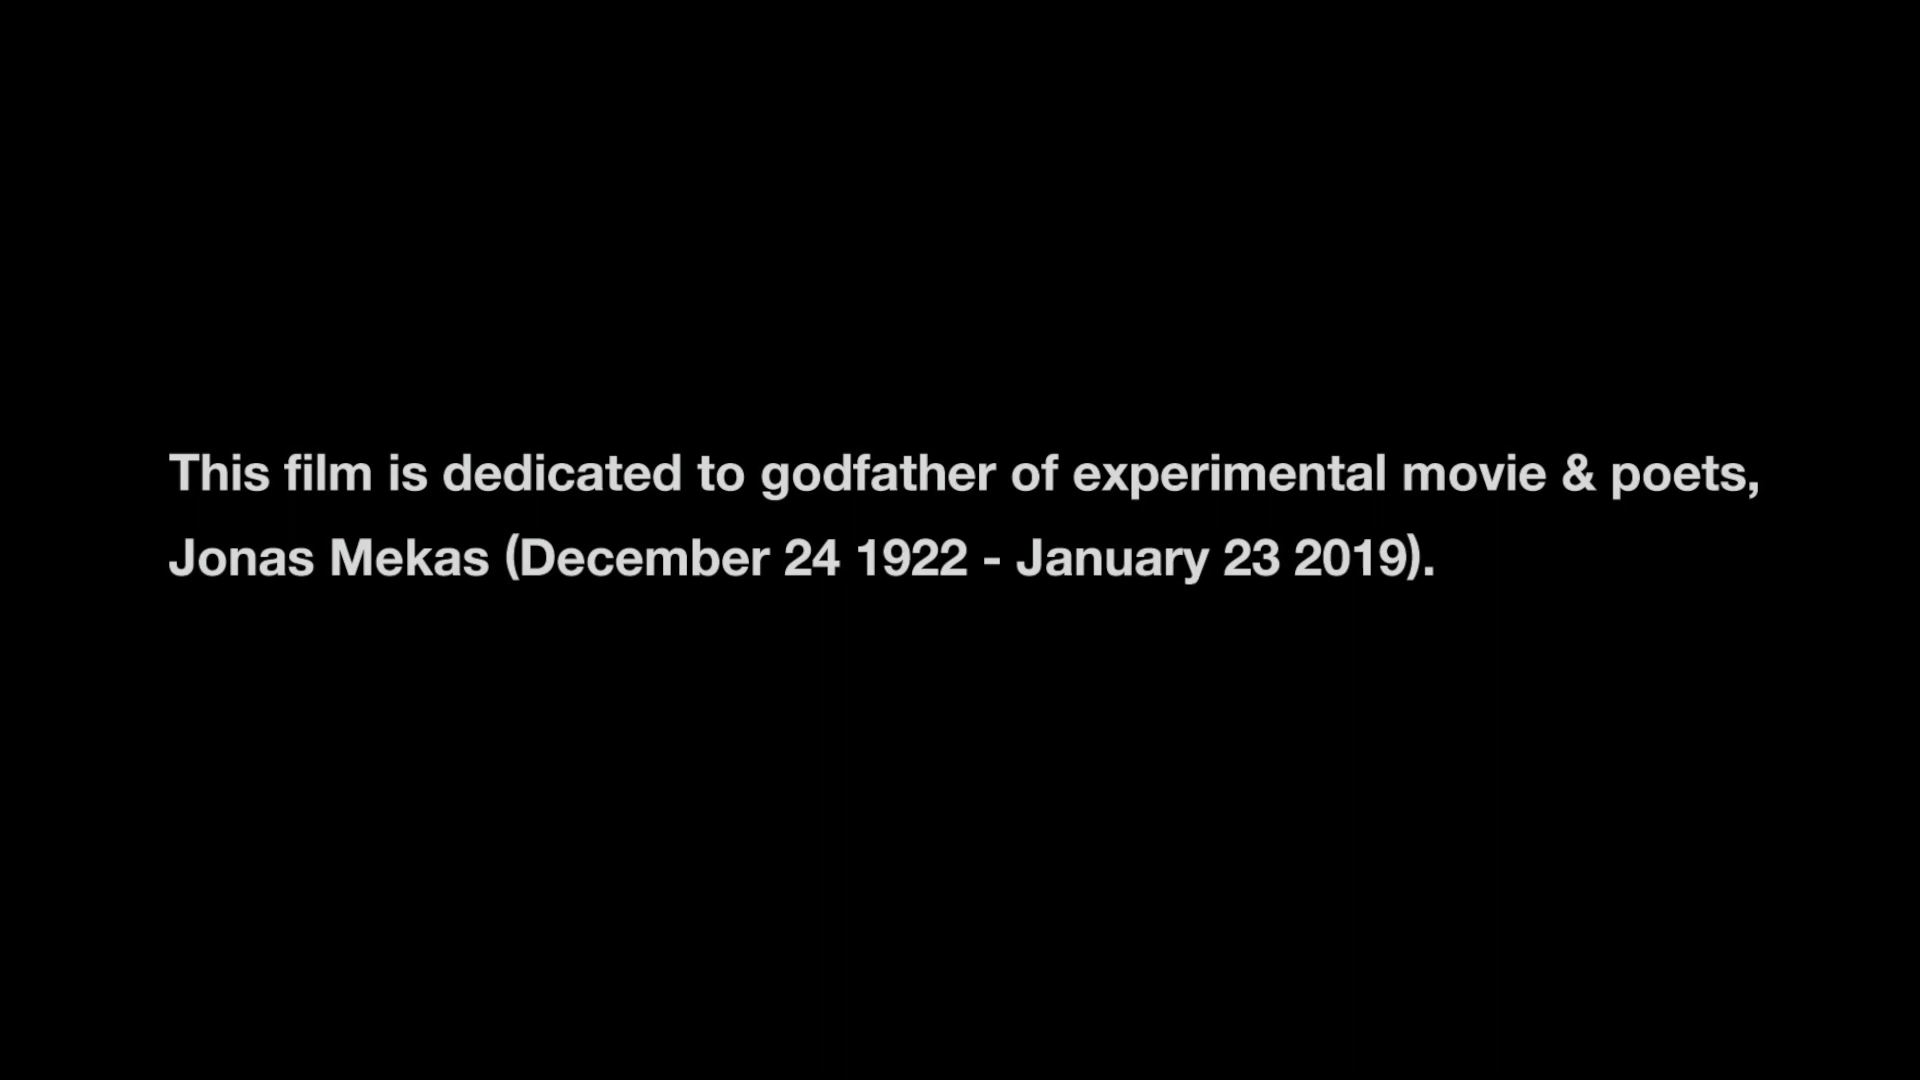 This film is dedicated to godfather of experimental movie & poets,
Jonas Mekas (December 24 1922 - January 23 2019).